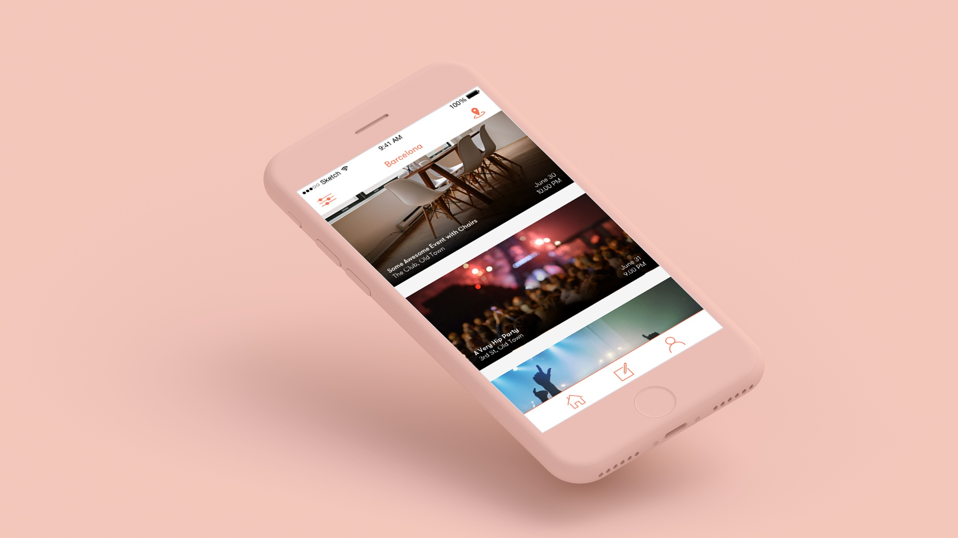 Sketch 9:41 AM 100%
Barcelona
Some Awesome Event with Chairs
The Club, Old Town
June 30
10:00 PM
A Very Hip Party
3rd St, Old Town
June 31
9:00 PM